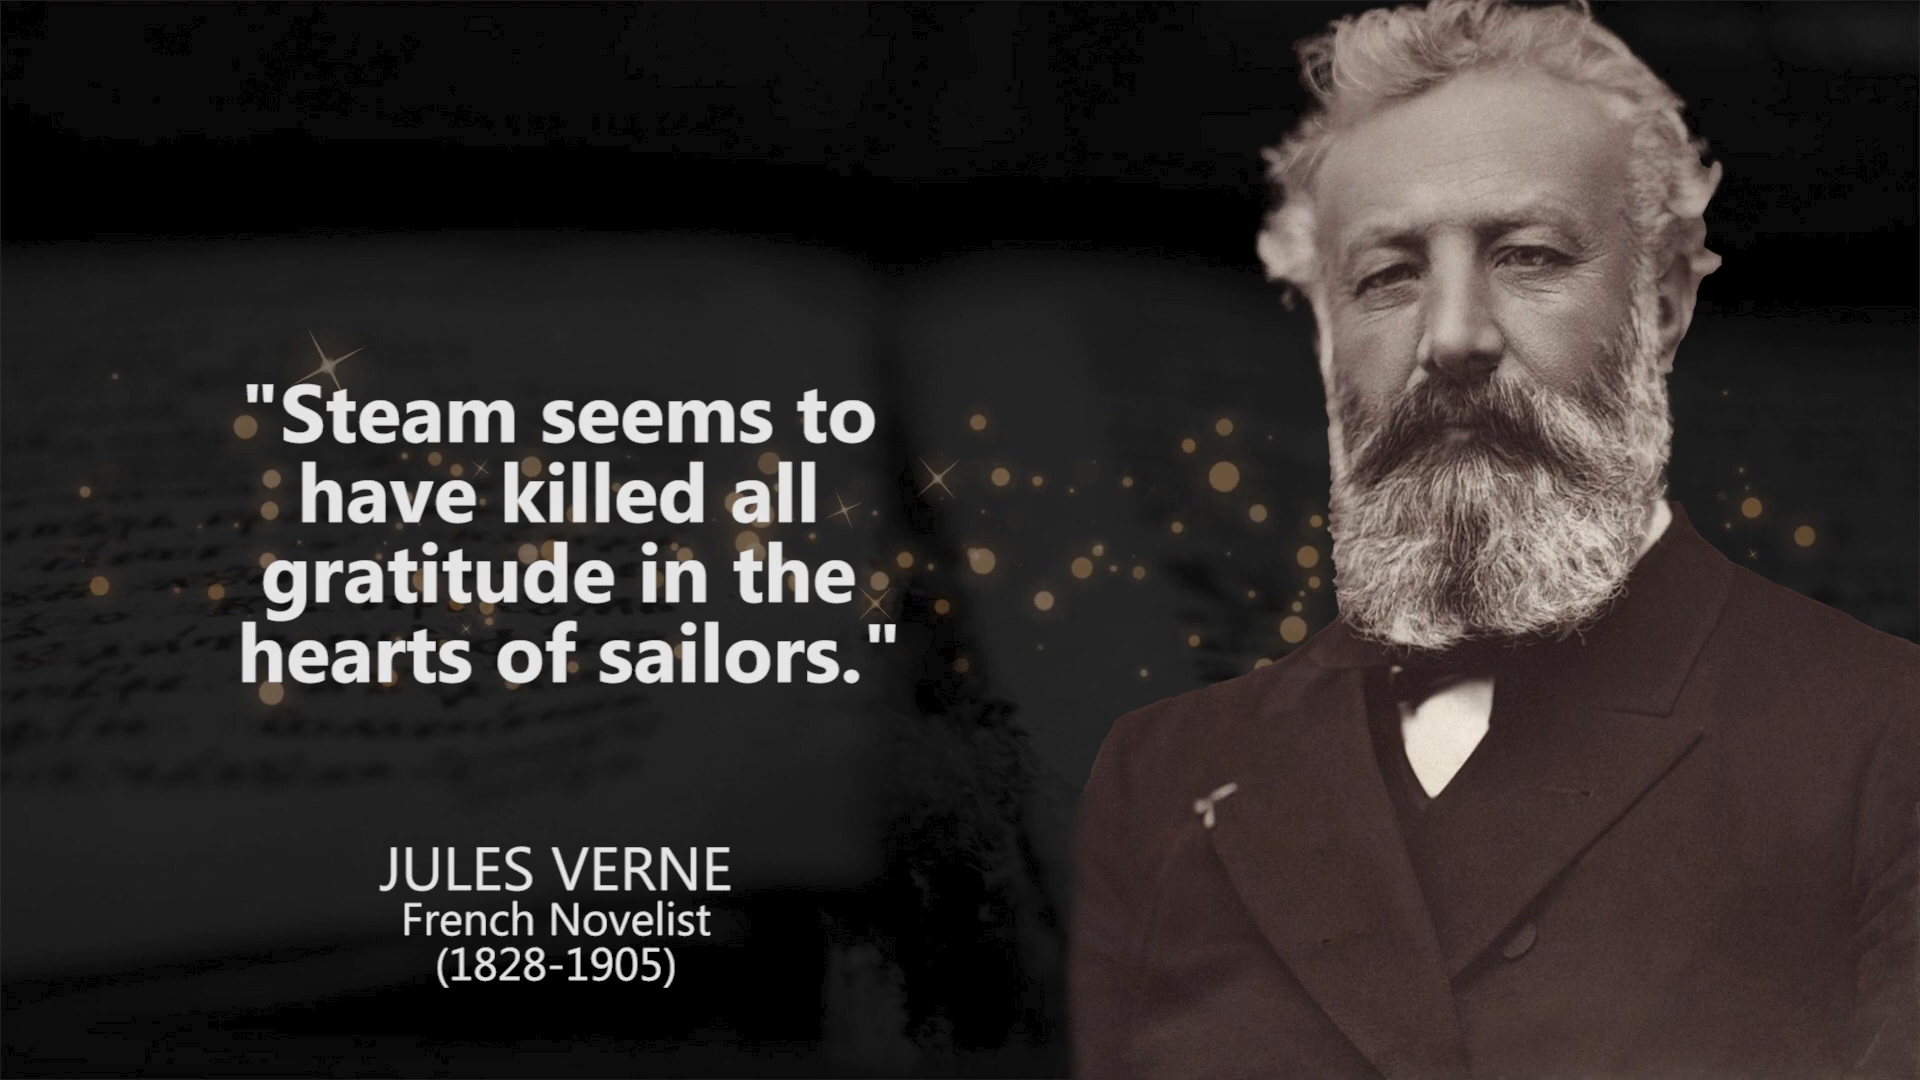 "Steam seems to
have killed all
gratitude in the
hearts of sailors."
JULES VERNE
French Novelist
(1828-1905)